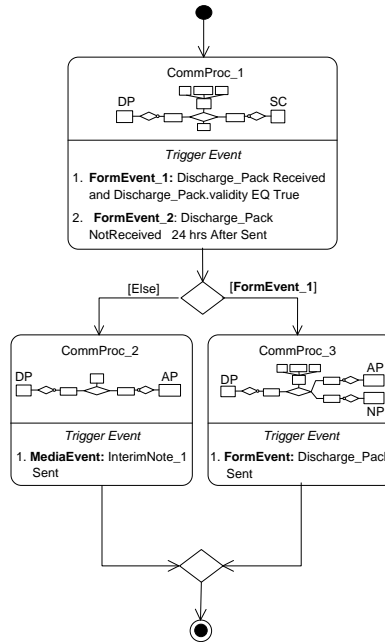 CommProc_1
DP SC
Trigger Event
1. FormEvent_1: Discharge_Pack Received
and Discharge_Pack.validity EQ True
2. FormEvent_2: Discharge_Pack
NotReceived 24 hrs After Sent
[Else] [FormEvent_1]
CommProc_2
DP AP
Trigger Event
1. MediaEvent: InterimNote_1
Sent
CommProc_3
DP AP
NP
Trigger Event
1. FormEvent: Discharge_Pack
Sent